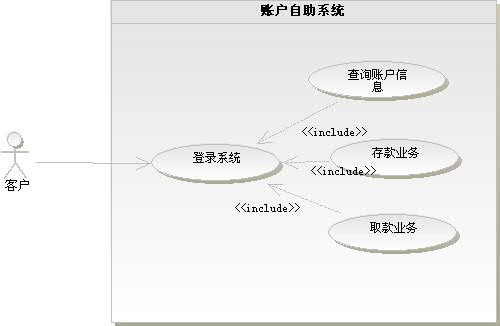 账户自助系统
查询账户信
息
<<include>>
登录系统
存款业务
<<include>>
客户
<<include>>
取款业务